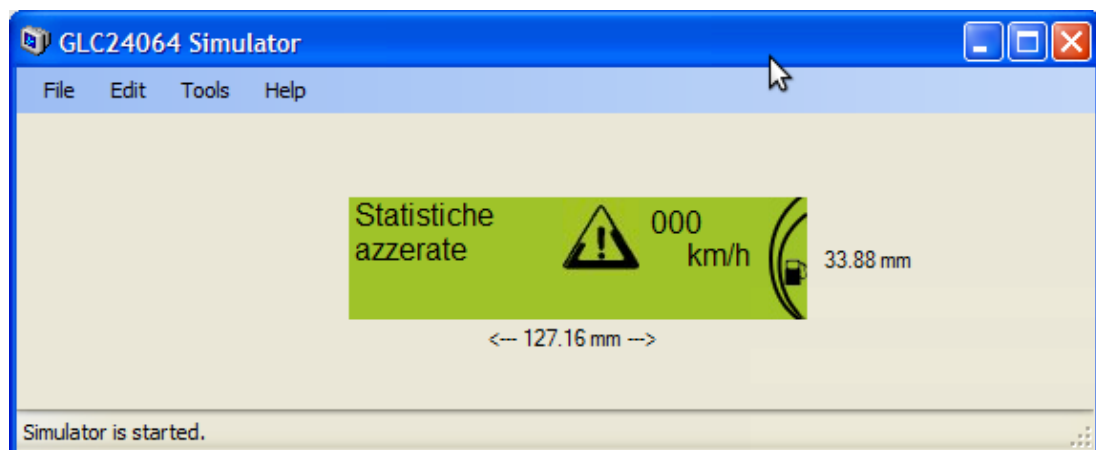 GLC24064 Simulator
File Edit Tools Help
Statistiche
azzerate
000
km/h
33.88 mm
<--- 127.16 mm --->
Simulator is started.